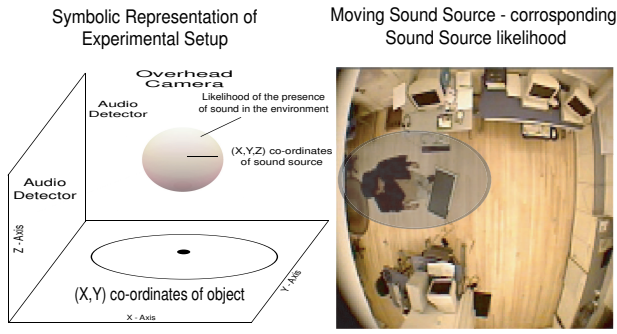 Symbolic Representation of
Experimental Setup
Moving Sound Source - corrosponding
Sound Source likelihood
Overhead
Camera
Audio
Detector
Likelihood of the presence
of sound in the environment
(X,Y,Z) co-ordinates
of sound source
Audio
Detector
Z - Axis
(X,Y) co-ordinates of object
Y - Axis
X - Axis